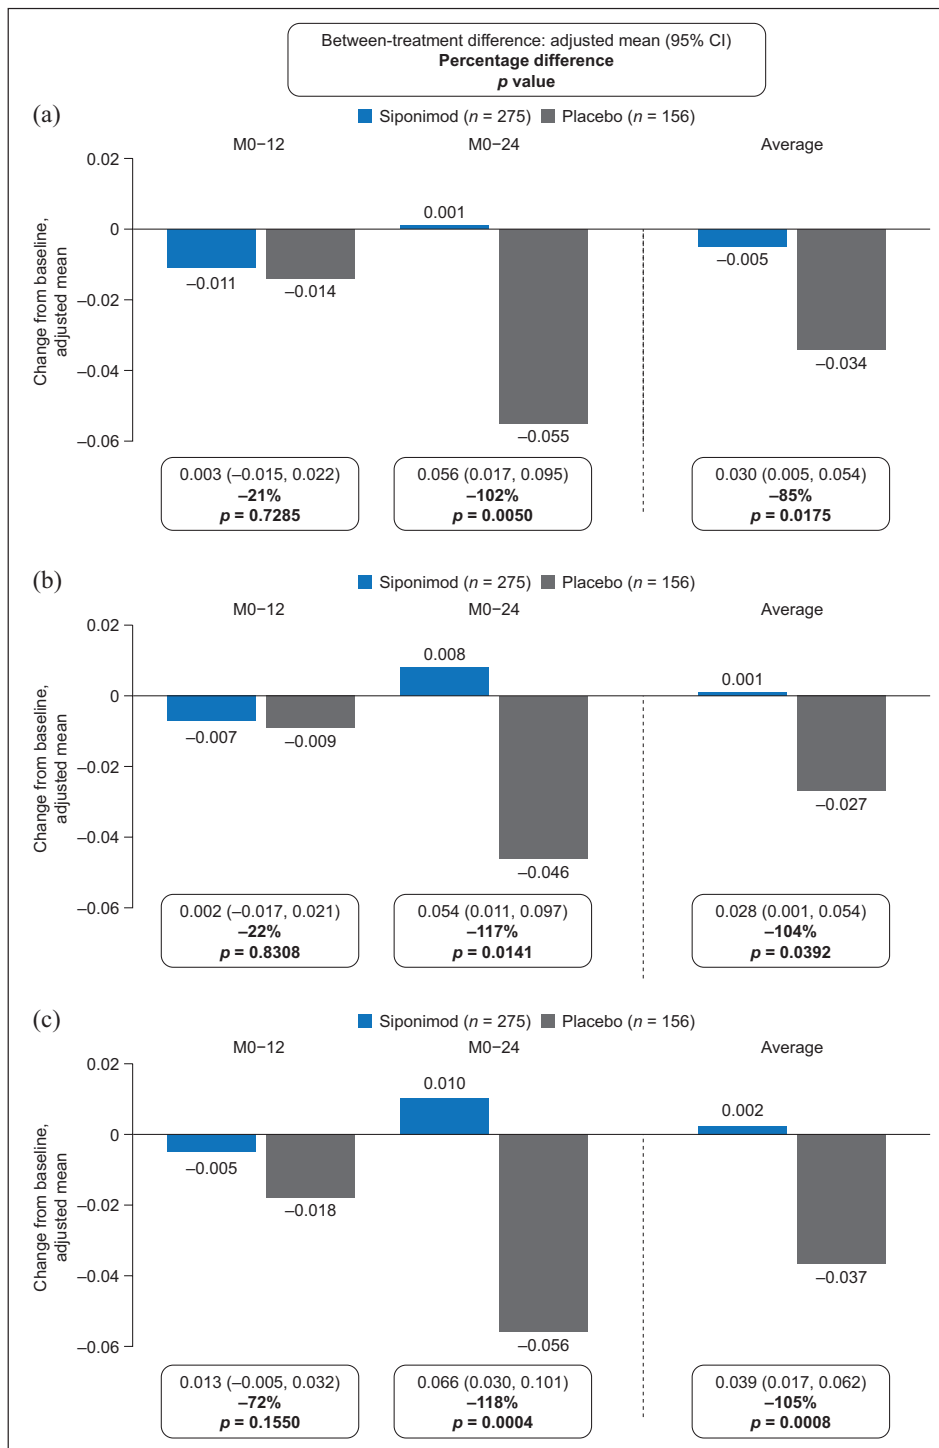 Between-treatment difference: adjusted mean (95% CI)
Percentage difference
p value
(a)
Siponimod (n = 275) Placebo (n = 156)
M0−12 M0−24 Average
0.02
0
−0.02
−0.04
−0.06
Change from baseline,
adjusted mean
−0.011
−0.014
0.001
−0.055
−0.005
−0.034
0.003 (−0.015, 0.022)
−21%
p = 0.7285
0.056 (0.017, 0.095)
−102%
p = 0.0050
0.030 (0.005, 0.054)
−85%
p = 0.0175
(b)
Siponimod (n = 275) Placebo (n = 156)
M0−12 M0−24 Average
0.02
0
−0.02
−0.04
−0.06
Change from baseline,
adjusted mean
−0.007
−0.009
0.008
−0.046
0.001
−0.027
0.002 (−0.017, 0.021)
−22%
p = 0.8308
0.054 (0.011, 0.097)
−117%
p = 0.0141
0.028 (0.001, 0.054)
−104%
p = 0.0392
(c)
Siponimod (n = 275) Placebo (n = 156)
M0−12 M0−24 Average
0.02
0
−0.02
−0.04
−0.06
Change from baseline,
adjusted mean
−0.005
−0.018
0.010
−0.056
0.002
−0.037
0.013 (−0.005, 0.032)
−72%
p = 0.1550
0.066 (0.030, 0.101)
−118%
p = 0.0004
0.039 (0.017, 0.062)
−105%
p = 0.0008